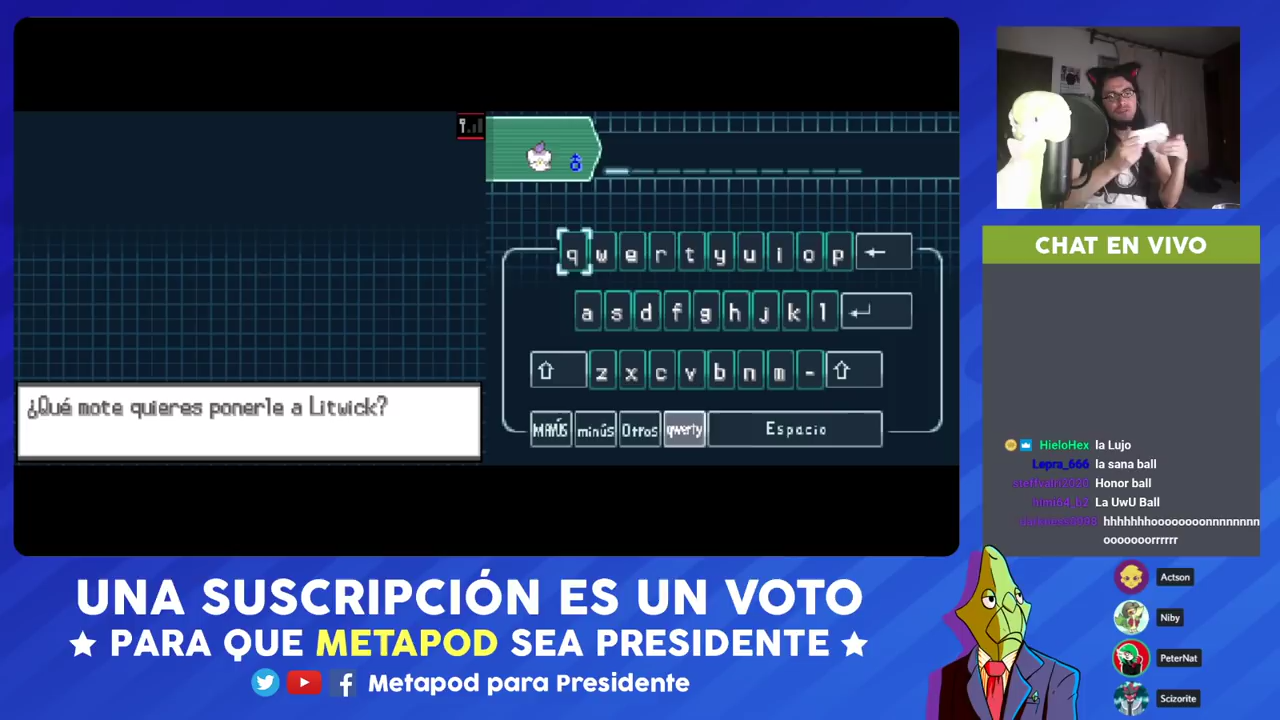 ¿Qué mote quieres ponerle a Litwick?
q w e r t y u i o p ←
a s d f g h j k l
z x c v b n m -
MAYÚS minús Otros qwerty Espacio
CHAT EN VIVO
HieloHex la Lujo
Lepra_666 la sana ball
Honor ball
La UwU Ball
hhhhhhhoooooooonnnnnnnn
oooooorrrrrr
UNA SUSCRIPCIÓN ES UN VOTO
★ PARA QUE METAPOD SEA PRESIDENTE ★
Metapod para Presidente
Actson
Niby
PeterNat
Scizorite